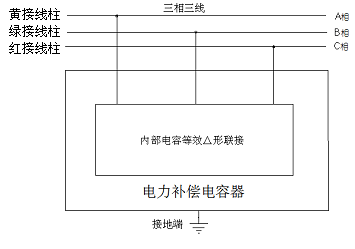 三相三线
黄接线柱 A相
绿接线柱 B相
红接线柱 C相
内部电容等效△形联接
电力补偿电容器
接地端